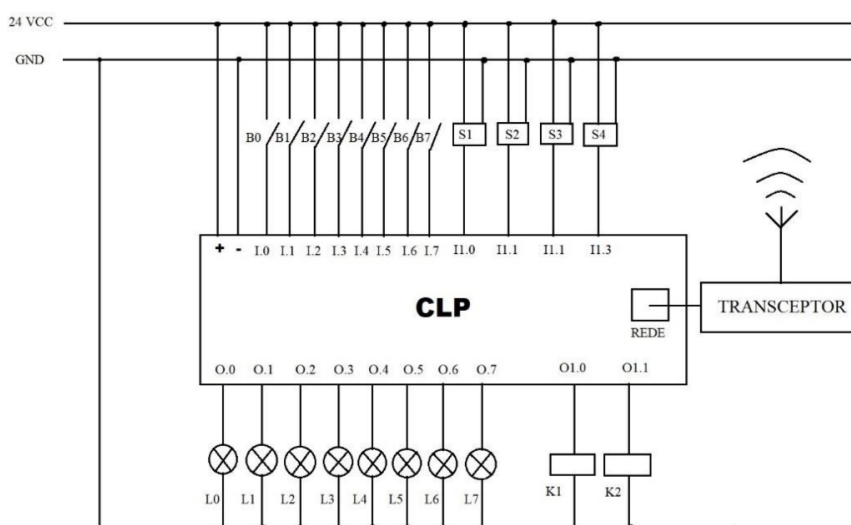 24 VCC
GND
B0 B1 B2 B3 B4 B5 B6 B7 S1 S2 S3 S4
+ - I.0 I.1 I.2 I.3 I.4 I.5 I.6 I.7 I1.0 I1.1 I1.1 I1.3
CLP
REDE
TRANSCEPTOR
O.0 O.1 O.2 O.3 O.4 O.5 O.6 O.7 O1.0 O1.1
L0 L1 L2 L3 L4 L5 L6 L7 K1 K2